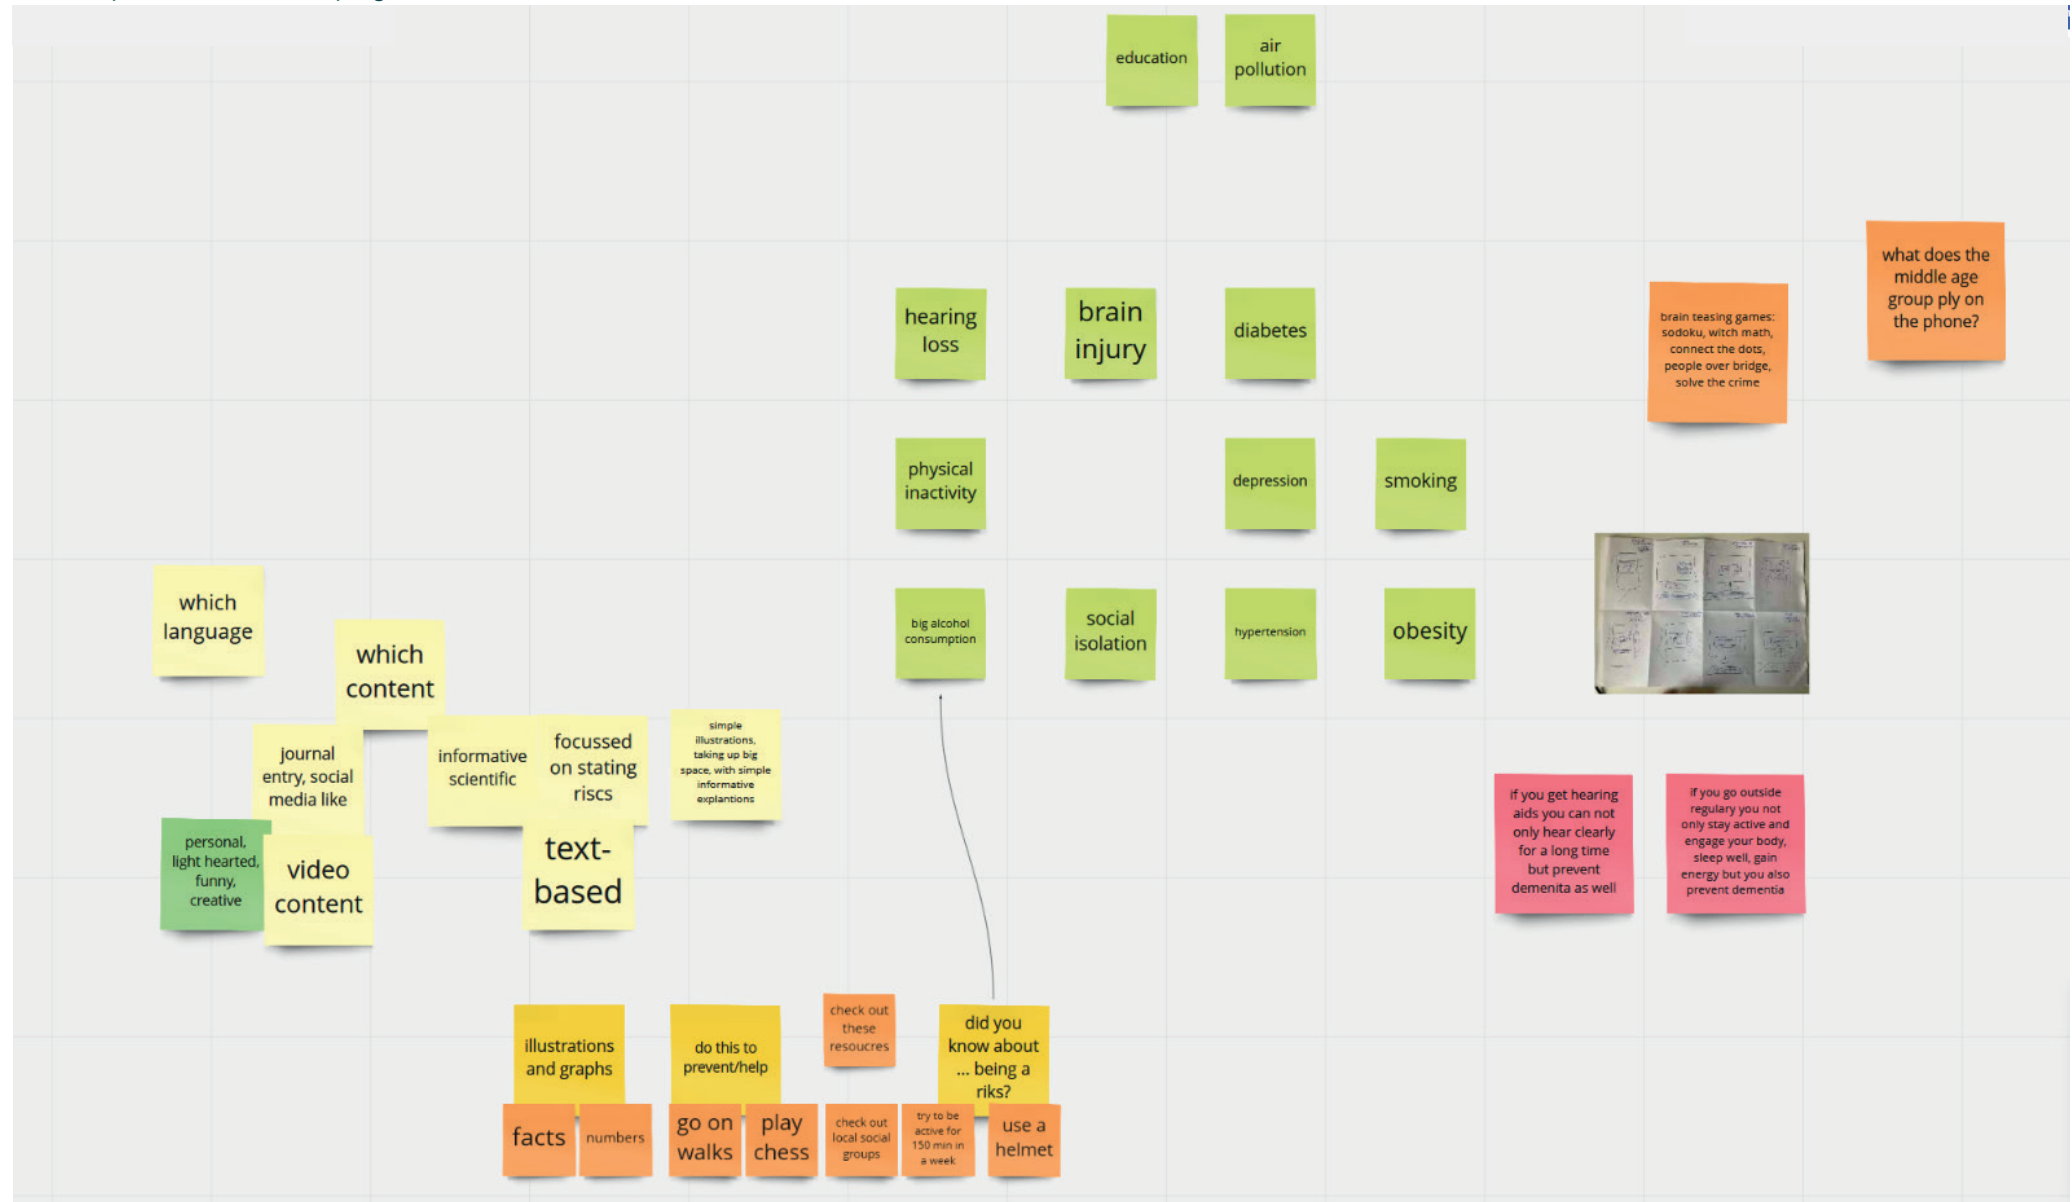 education
air
pollution
what does the
middle age
group ply on
the phone?
brain teasing games:
sodoku, witch math,
connect the dots,
people over bridge,
solve the crime
hearing
loss
brain
injury
diabetes
physical
inactivity
depression
smoking
big alcohol
consumption
social
isolation
hypertension
obesity
which
language
which
content
journal
entry, social
media like
informative
scientific
focussed
on stating
riscs
simple
illustrations,
taking up big
space, with simple
informative
explantions
personal,
light hearted,
funny,
creative
video
content
text-
based
if you get hearing
aids you can not
only hear clearly
for a long time
but prevent
demenita as well
if you go outside
regulary you not
only stay active and
engage your body,
sleep well, gain
energy but you also
prevent dementia
illustrations
and graphs
do this to
prevent/help
check out
these
resoucres
did you
know about
... being a
riks?
facts
numbers
go on
walks
play
chess
check out
local social
groups
try to be
active for
150 min in
a week
use a
helmet